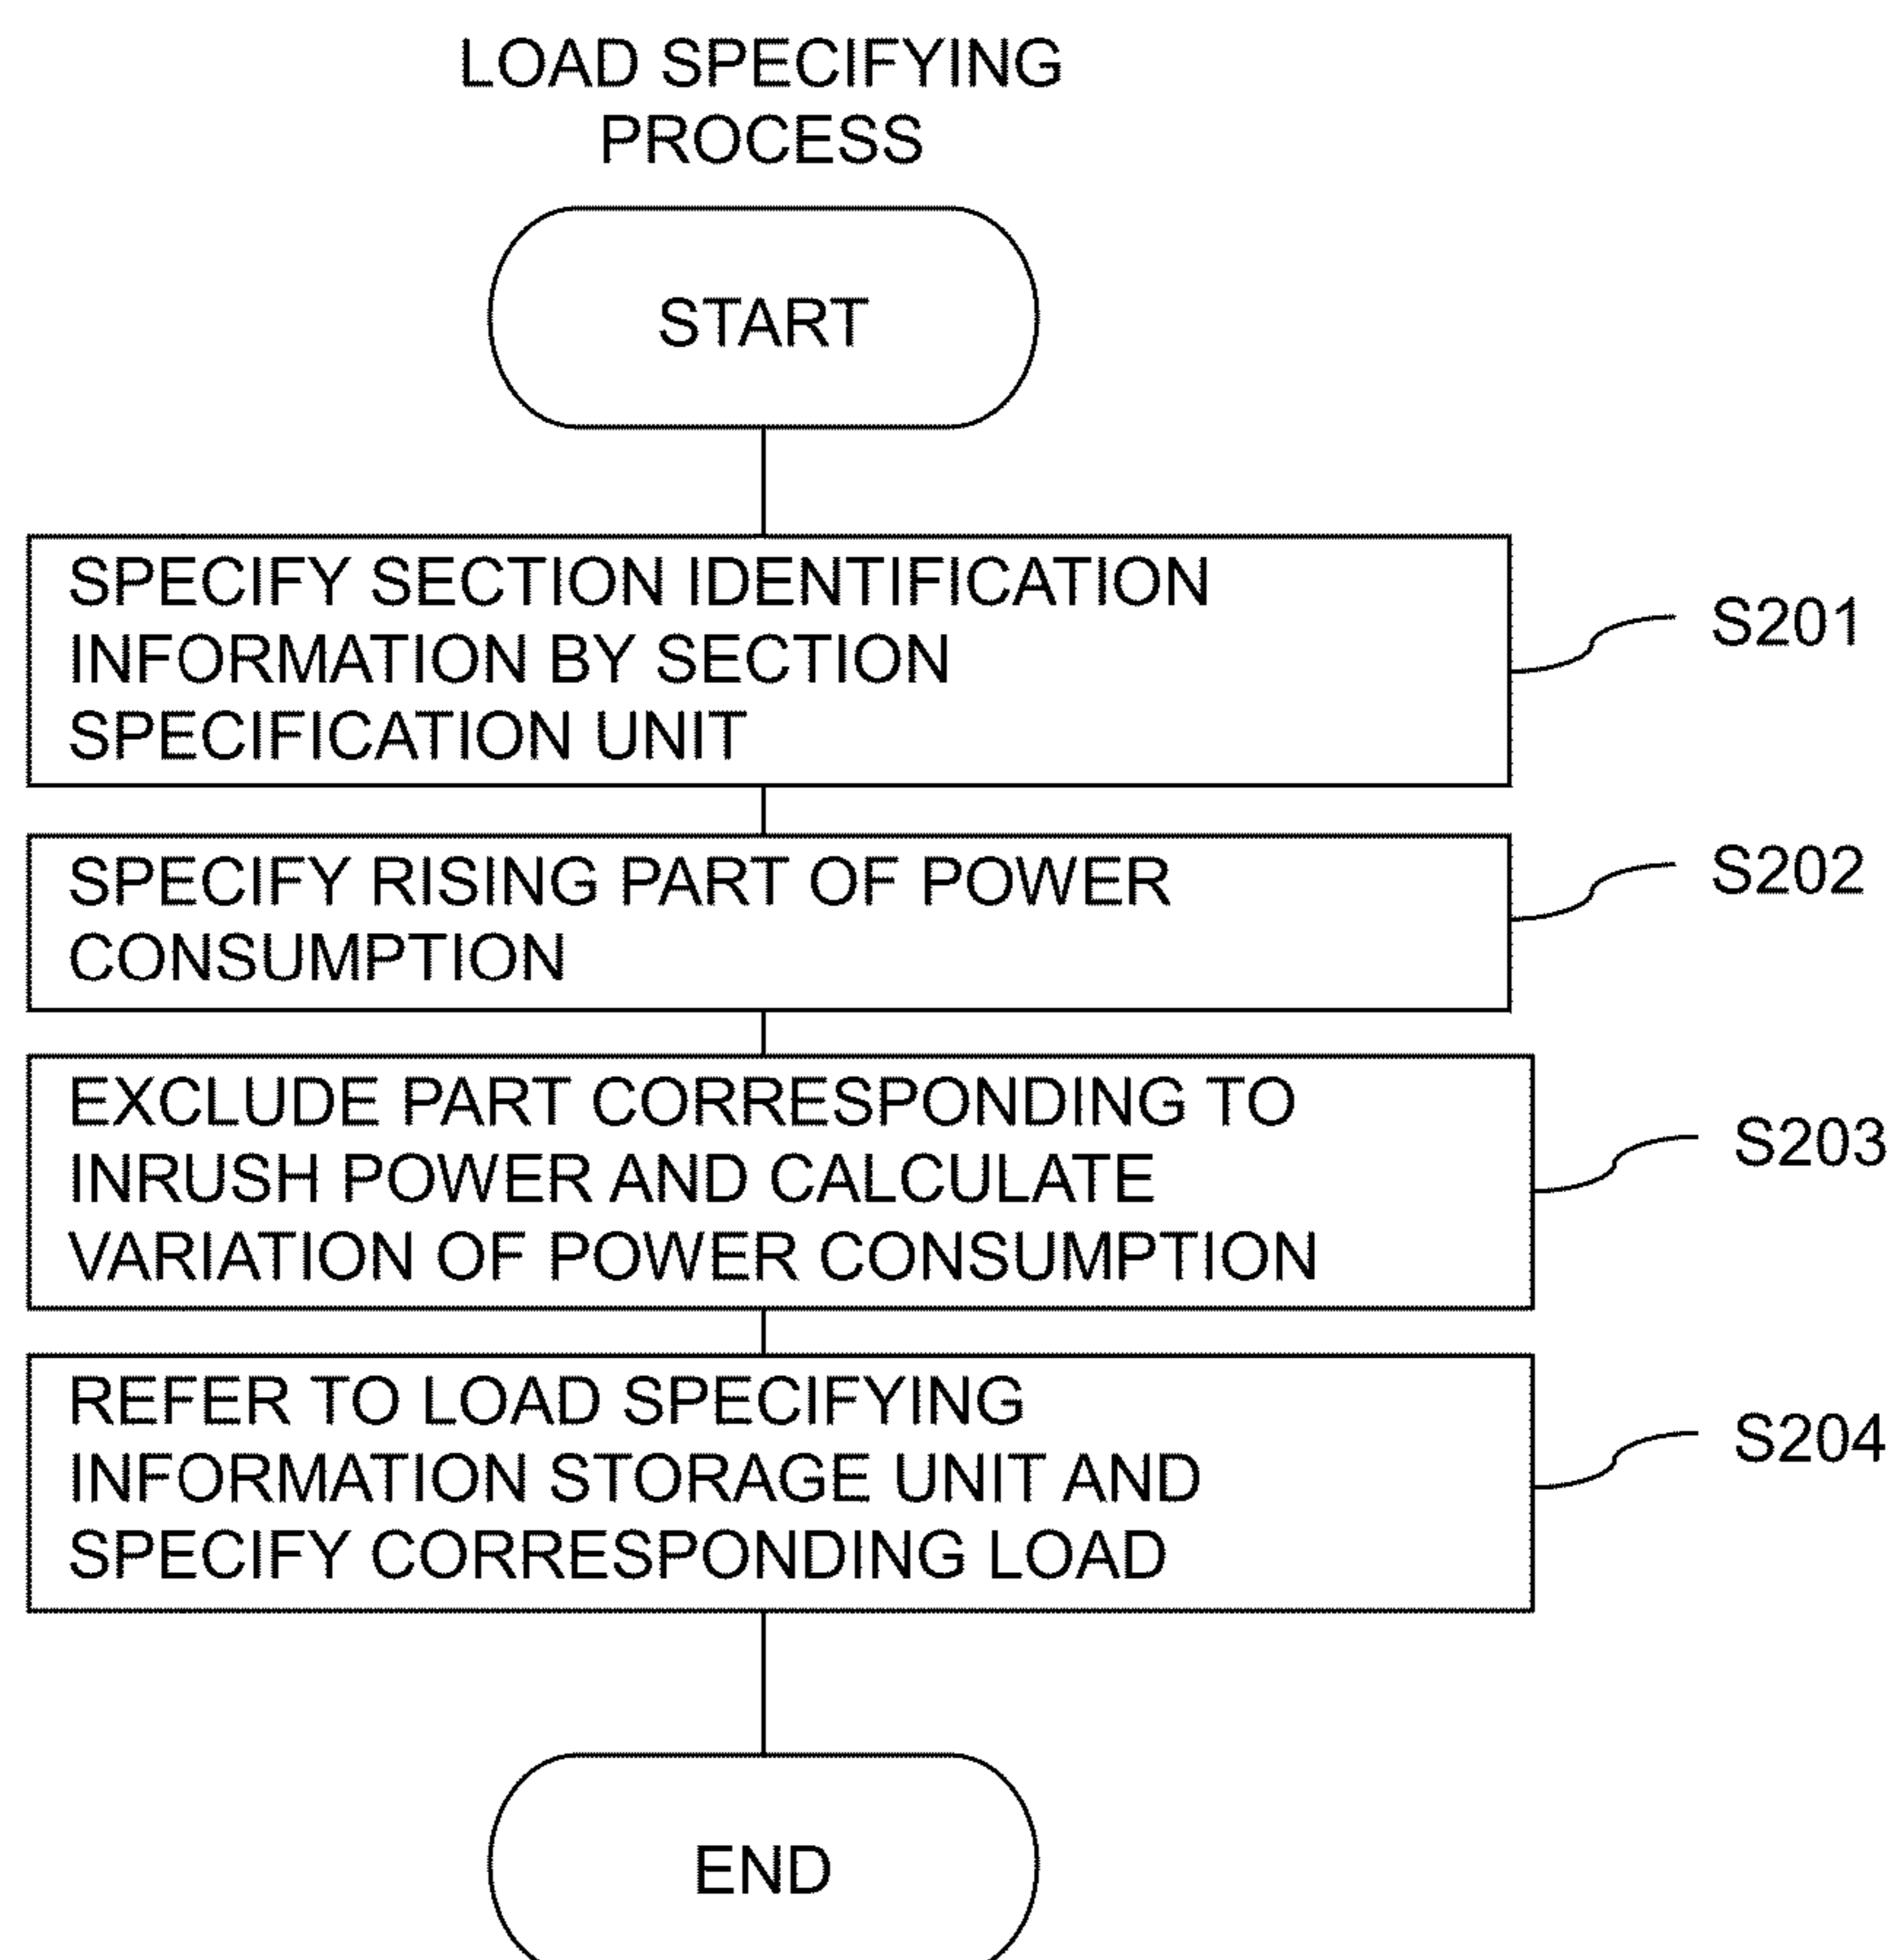 LOAD SPECIFYING
PROCESS
START
SPECIFY SECTION IDENTIFICATION
INFORMATION BY SECTION
SPECIFICATION UNIT
S201
SPECIFY RISING PART OF POWER
CONSUMPTION
S202
EXCLUDE PART CORRESPONDING TO
INRUSH POWER AND CALCULATE
VARIATION OF POWER CONSUMPTION
S203
REFER TO LOAD SPECIFYING
INFORMATION STORAGE UNIT AND
SPECIFY CORRESPONDING LOAD
S204
END